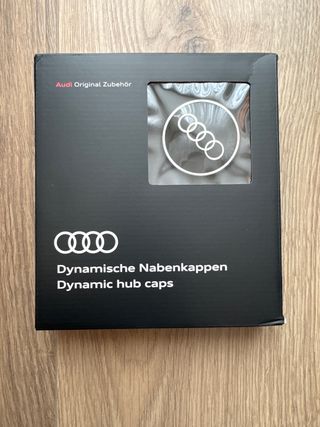 Audi Original Zubehör
Dynamische Nabenkappen
Dynamic hub caps